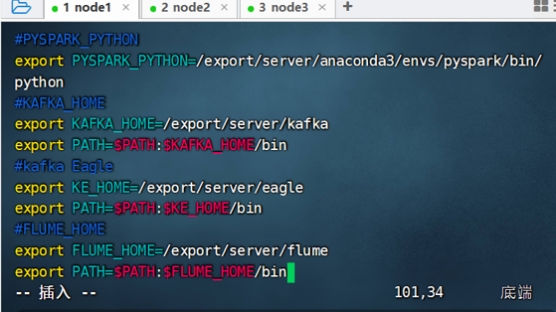 1 node1 × 2 node2 × 3 node3 × +
#PYSPARK_PYTHON
export PYSPARK_PYTHON=/export/server/anaconda3/envs/pyspark/bin/
python
#KAFKA_HOME
export KAFKA_HOME=/export/server/kafka
export PATH=$PATH:$KAFKA_HOME/bin
#kafka Eagle
export KE_HOME=/export/server/eagle
export PATH=$PATH:$KE_HOME/bin
#FLUME_HOME
export FLUME_HOME=/export/server/flume
export PATH=$PATH:$FLUME_HOME/bin
-- 插入 -- 101,34 底端